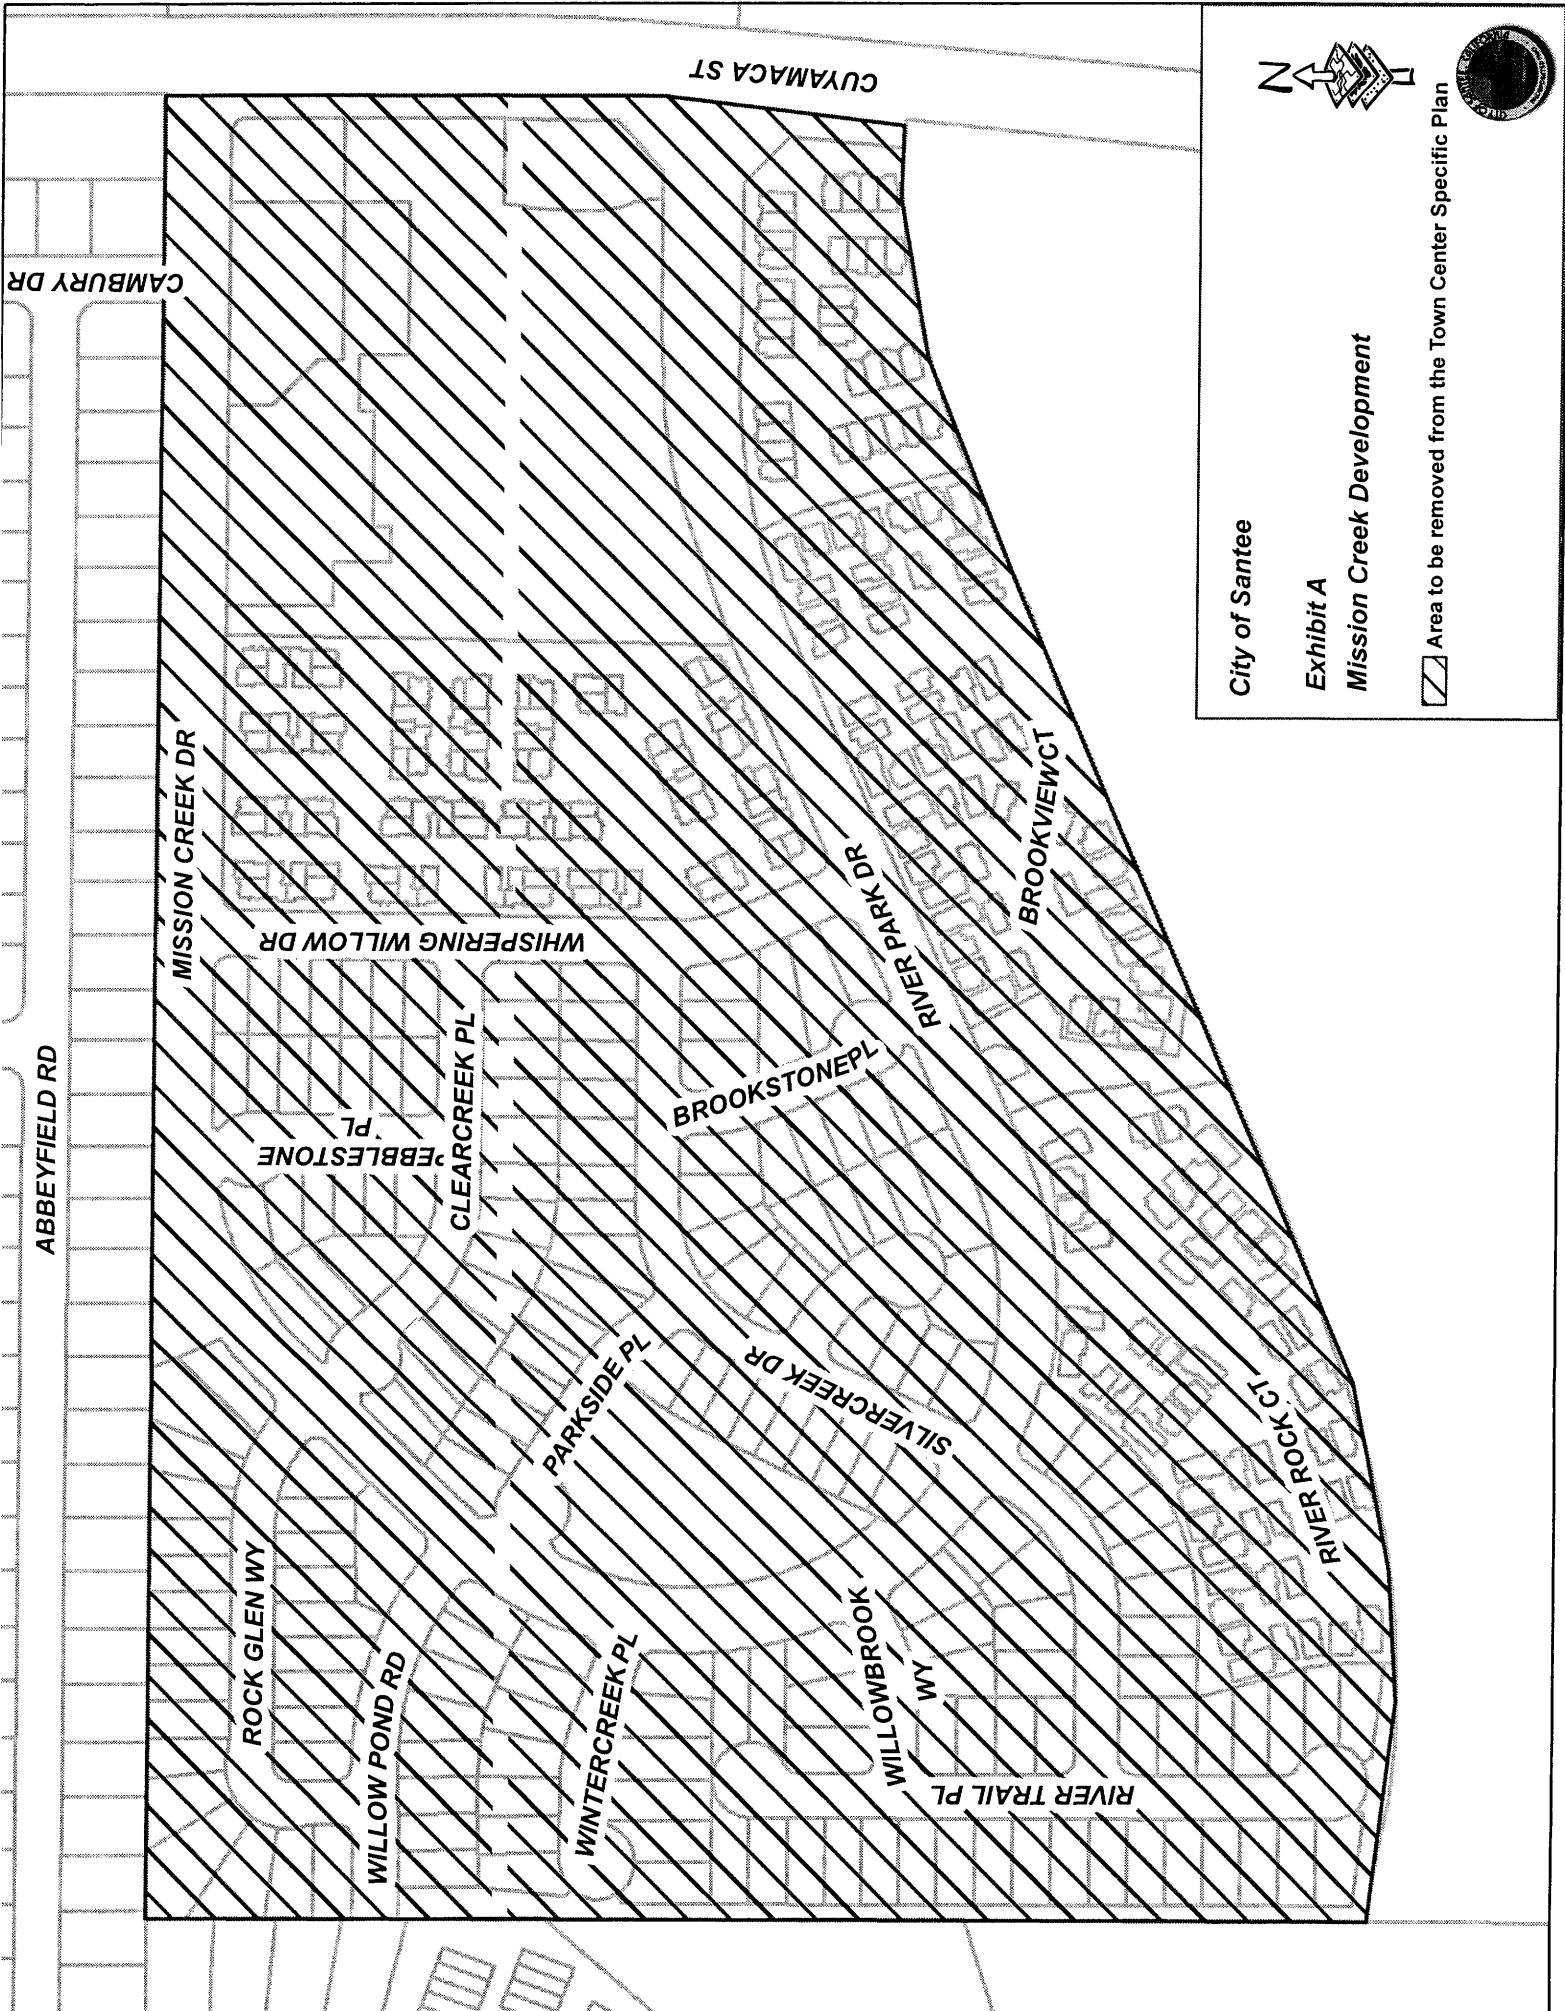 CUYAMACA ST
CAMBURY DR
ABBEYFIELD RD
MISSION CREEK DR
WHISPERING WILLOW DR
PEBBLESTONE
PL
CLEARCREEK PL
BROOKSTONE PL
RIVER PARK DR
BROOKVIEW CT
PARKSIDE PL
SILVERCREEK DR
ROCK GLEN WY
WILLOW POND RD
WINTERCREEK PL
WILLOWBROOK
WY
RIVER TRAIL PL
RIVER ROCK CT
City of Santee
Exhibit A
Mission Creek Development
Area to be removed from the Town Center Specific Plan
N